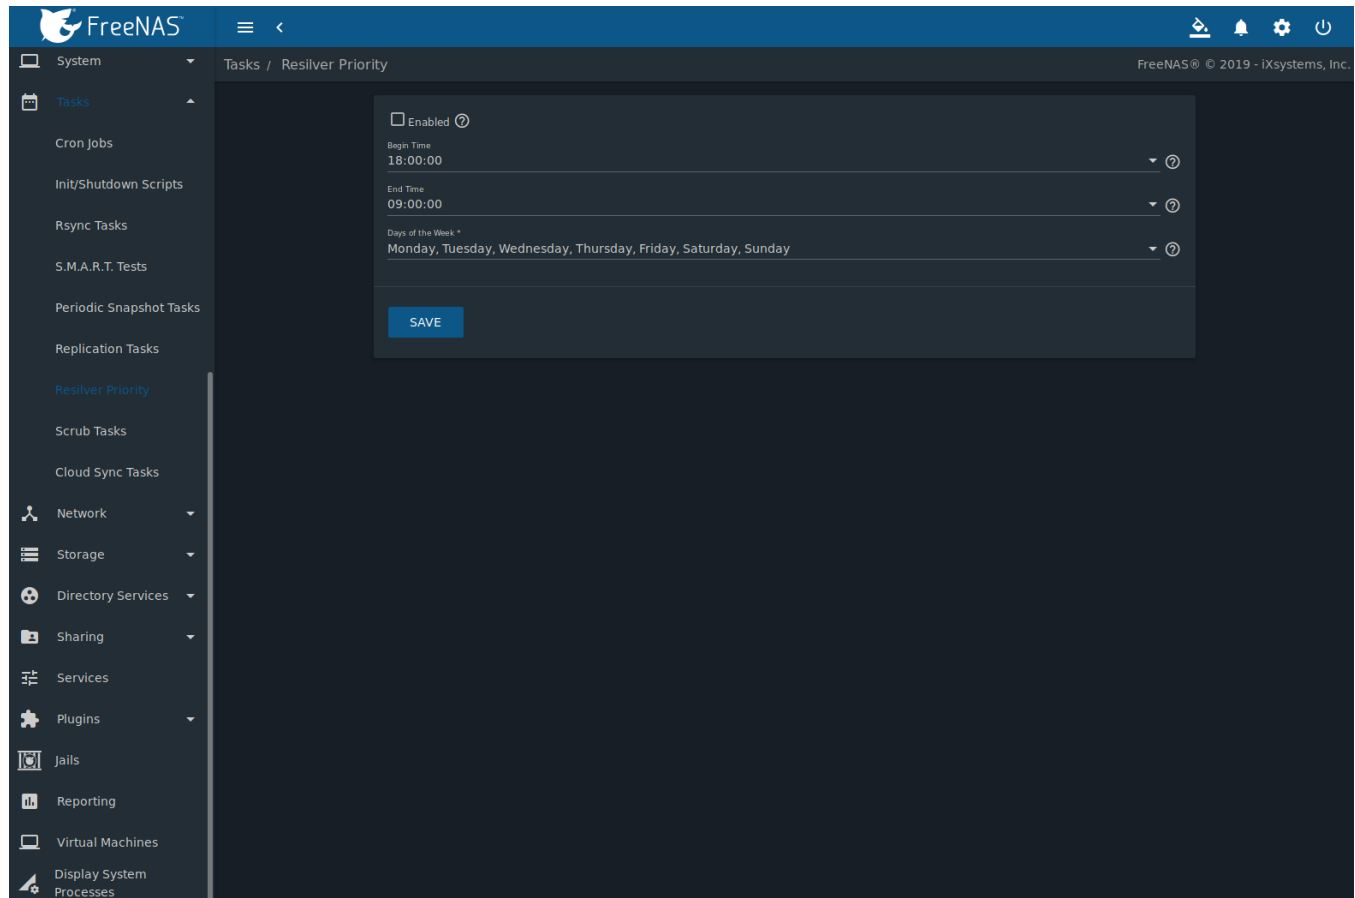 FreeNAS™
System
Tasks / Resilver Priority
FreeNAS® © 2019 - iXsystems, Inc.
Tasks
Cron Jobs
Init/Shutdown Scripts
Rsync Tasks
S.M.A.R.T. Tests
Periodic Snapshot Tasks
Replication Tasks
Resilver Priority
Scrub Tasks
Cloud Sync Tasks
Network
Storage
Directory Services
Sharing
Services
Plugins
Jails
Reporting
Virtual Machines
Display System
Processes
Enabled
Begin Time
18:00:00
End Time
09:00:00
Days of the Week *
Monday, Tuesday, Wednesday, Thursday, Friday, Saturday, Sunday
SAVE